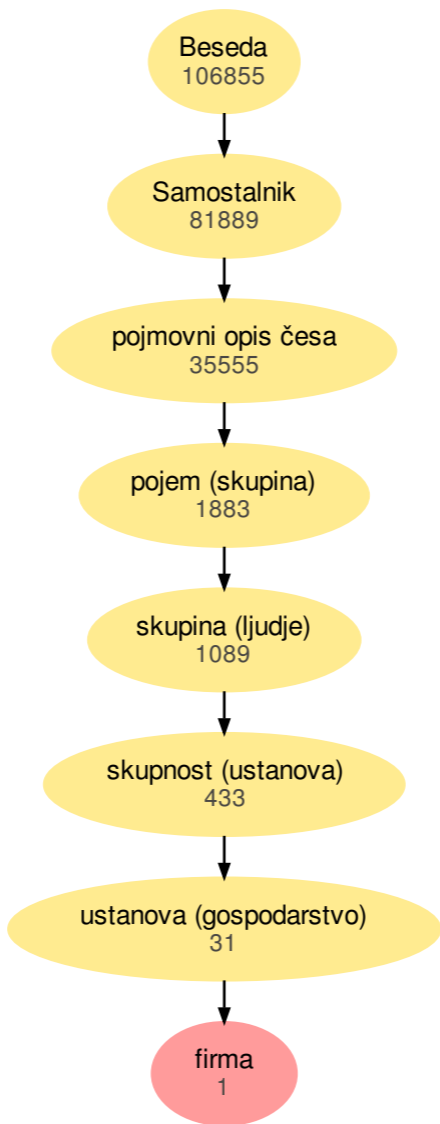 Beseda
106855
Samostalnik
81889
pojmovni opis česa
35555
pojem (skupina)
1883
skupina (ljudje)
1089
skupnost (ustanova)
433
ustanova (gospodarstvo)
31
firma
1